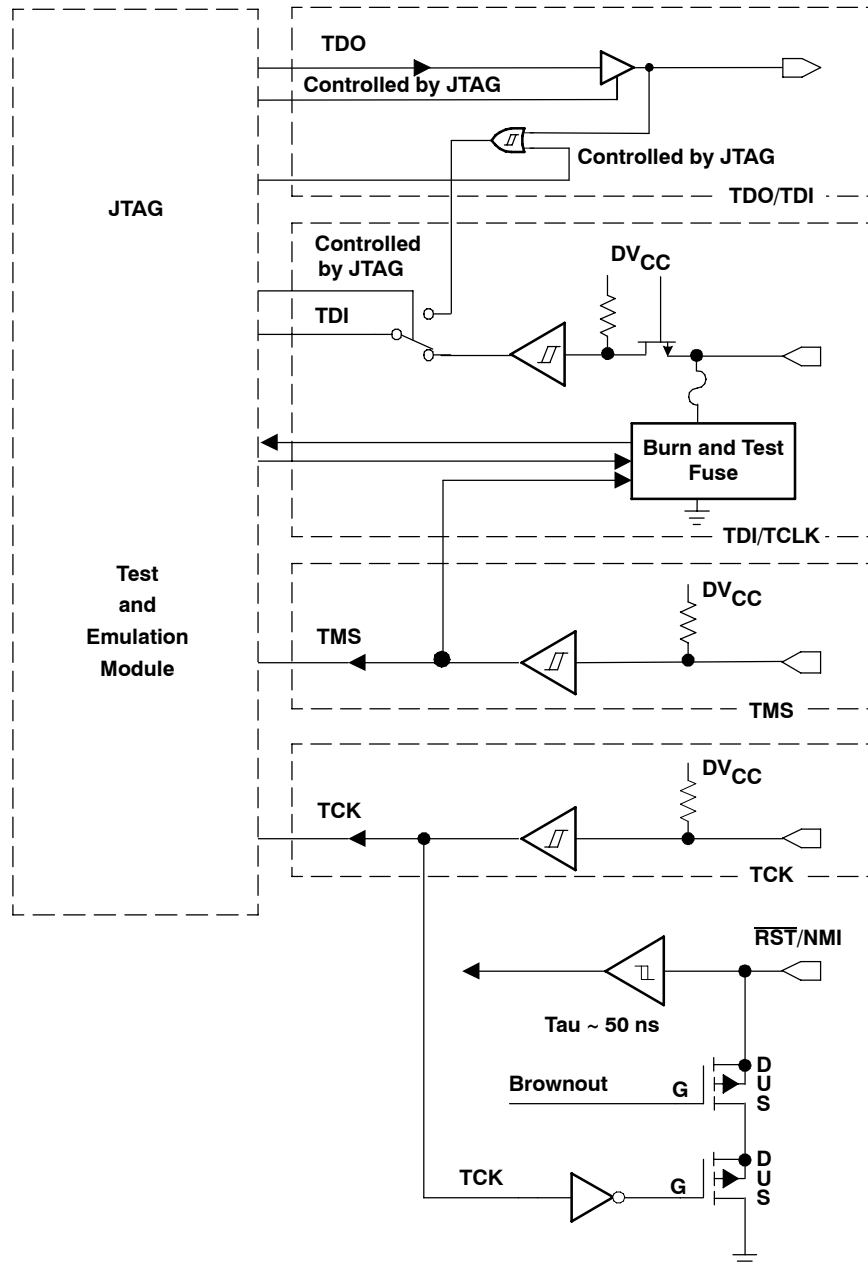 TDO
Controlled by JTAG
Controlled by JTAG
TDO/TDI
JTAG
Controlled
by JTAG
TDI
DVCC
Burn and Test
Fuse
TDI/TCLK
Test
and
Emulation
Module
TMS
DVCC
TMS
TCK
DVCC
TCK
RST/NMI
Tau ~ 50 ns
Brownout
G
D
U
S
TCK
G
D
U
S